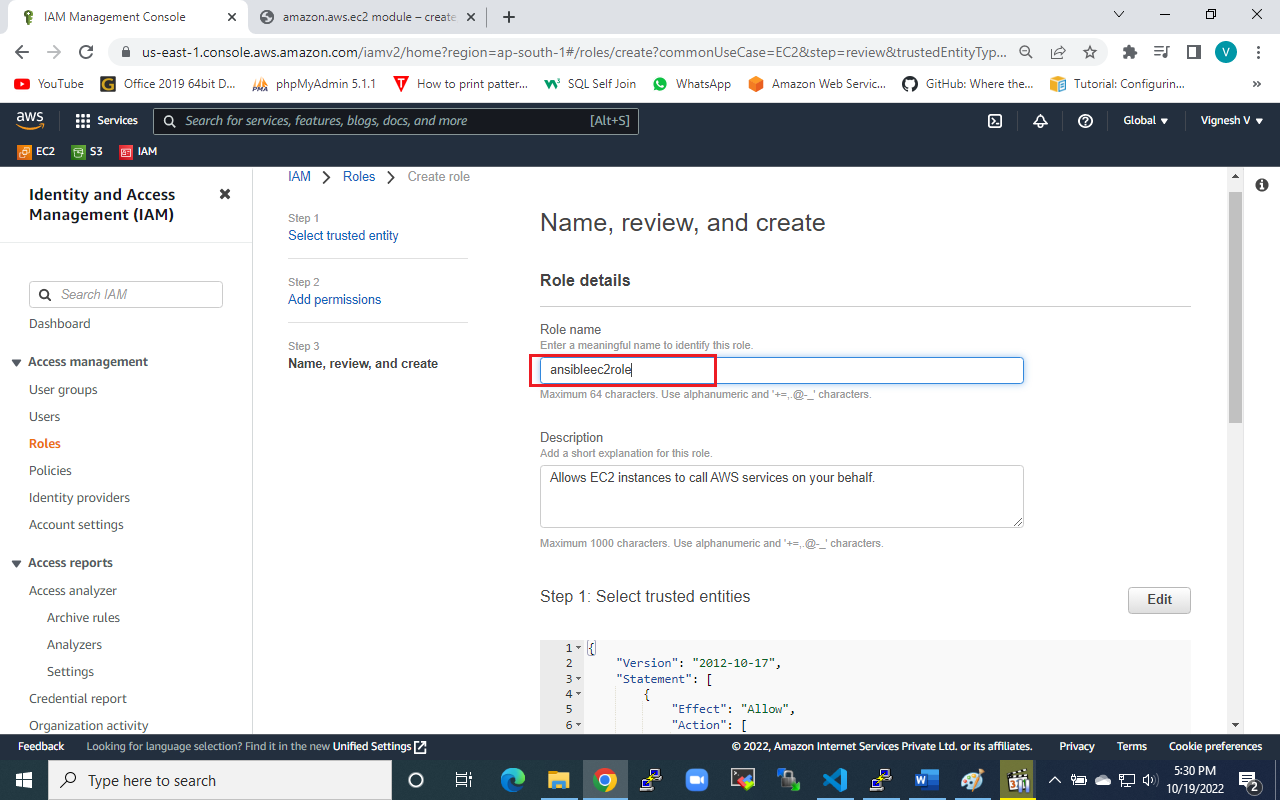 IAM Management Console
amazon.aws.ec2 module – create
us-east-1.console.aws.amazon.com/iamv2/home?region=ap-south-1#/roles/create?commonUseCase=EC2&step=review&trustedEntityTyp...
V
YouTube
Office 2019 64bit D...
phpMyAdmin 5.1.1
How to print patter...
SQL Self Join
WhatsApp
Amazon Web Servic...
GitHub: Where the...
Tutorial: Configurin...
»
aws
Services
Search for services, features, blogs, docs, and more
[Alt+S]
Global
Vignesh V
EC2
S3
IAM
Identity and Access
Management (IAM)
Search IAM
Dashboard
Access management
User groups
Users
Roles
Policies
Identity providers
Account settings
Access reports
Access analyzer
Archive rules
Analyzers
Settings
Credential report
Organization activity
IAM
Roles
Create role
Step 1
Select trusted entity
Step 2
Add permissions
Step 3
Name, review, and create
Name, review, and create
Role details
Role name
Enter a meaningful name to identify this role.
ansibleec2role
Maximum 64 characters. Use alphanumeric and '+=,.@-_' characters.
Description
Add a short explanation for this role.
Allows EC2 instances to call AWS services on your behalf.
Maximum 1000 characters. Use alphanumeric and '+=,.@-_' characters.
Step 1: Select trusted entities
Edit
1 {
2 "Version": "2012-10-17",
3 "Statement": [
4 {
5 "Effect": "Allow",
6 "Action": [
Feedback
Looking for language selection? Find it in the new Unified Settings
© 2022, Amazon Internet Services Private Ltd. or its affiliates.
Privacy
Terms
Cookie preferences
Type here to search
5:30 PM
10/19/2022
2